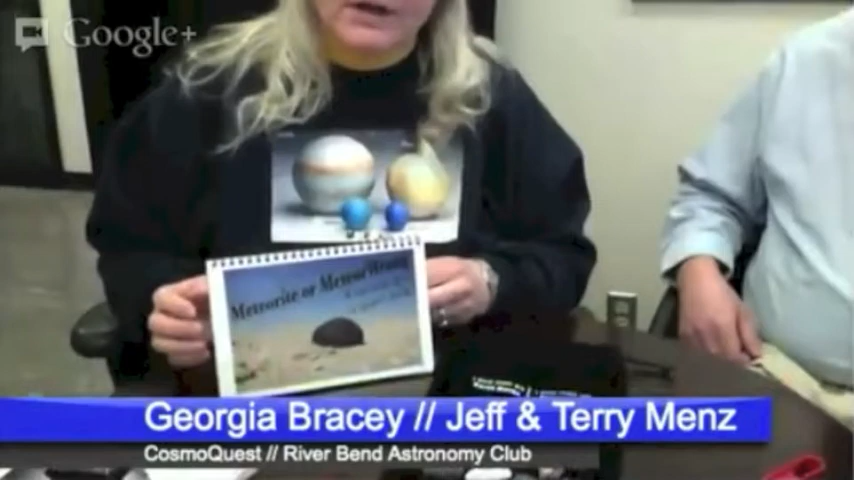 Google+
Meteorite or MeteorWrong
Georgia Bracey // Jeff & Terry Menz
CosmoQuest // River Bend Astronomy Club